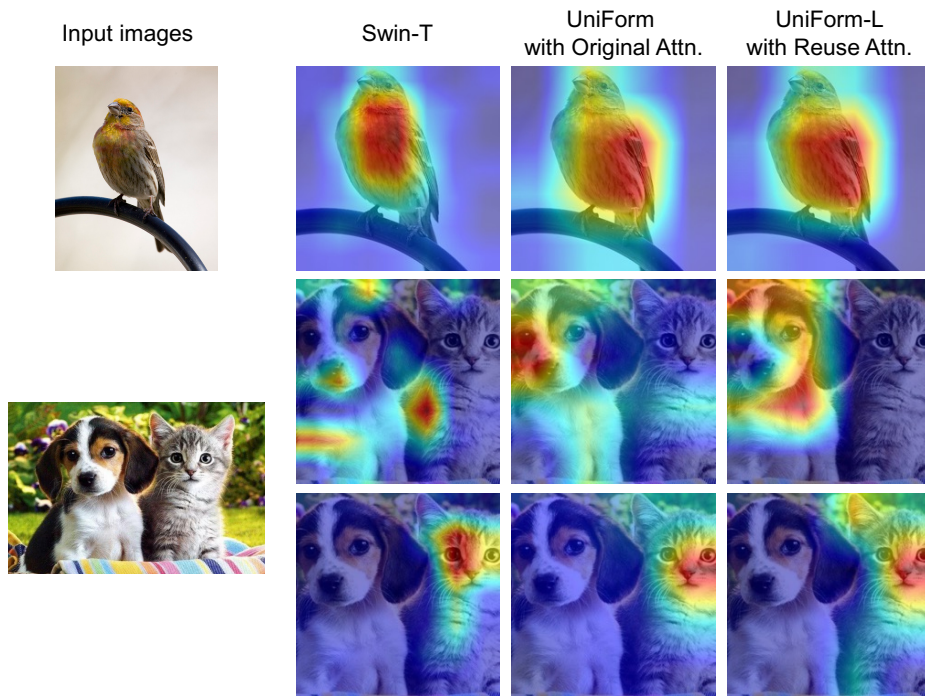 Input images
Swin-T
UniForm
with Original Attn.
UniForm-L
with Reuse Attn.